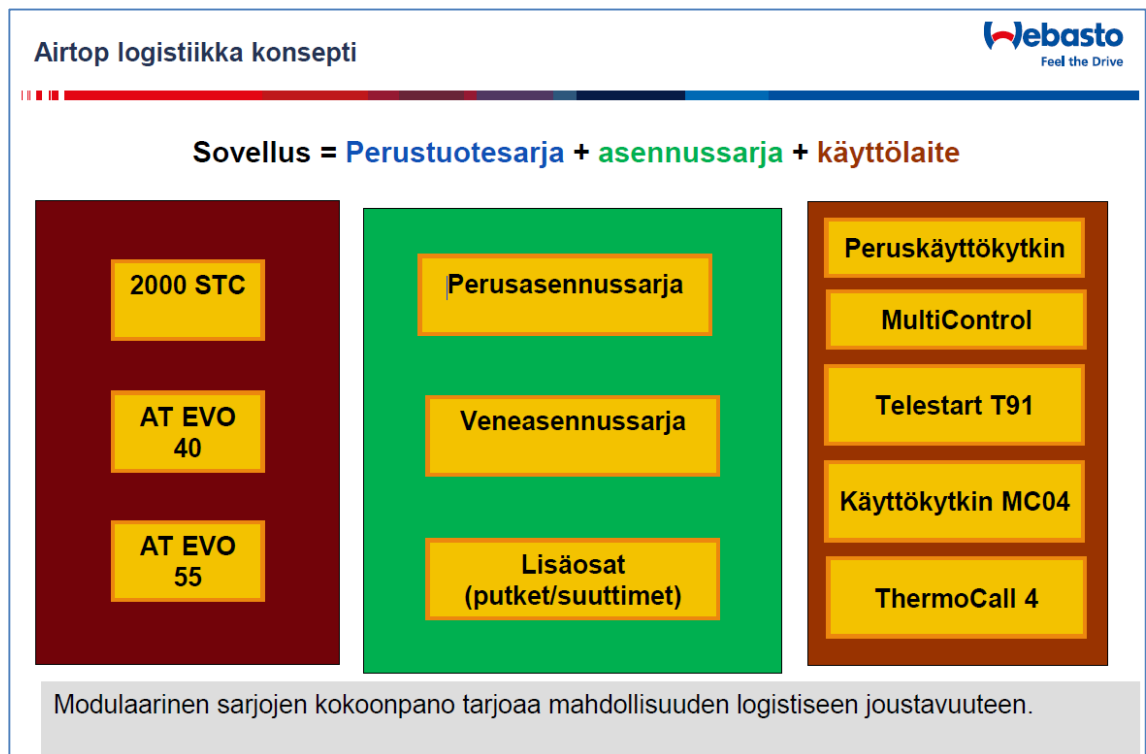 Airtop logistiikka konsepti
Webasto
Feel the Drive
Sovellus = Perustuotesarja + asennussarja + käyttölaite
2000 STC
AT EVO
40
AT EVO
55
Perusasennussarja
Veneasennussarja
Lisäosat
(putket/suuttimet)
Peruskäyttökytkin
MultiControl
Telestart T91
Käyttökytkin MC04
ThermoCall 4
Modulaarinen sarjojen kokoonpano tarjoaa mahdollisuuden logistiseen joustavuuteen.